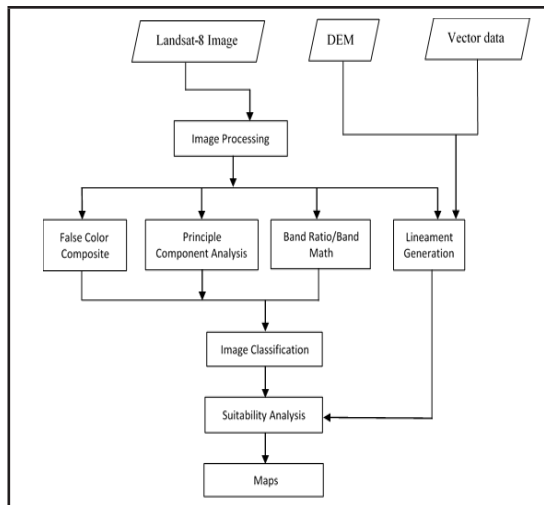 Landsat-8 Image
DEM
Vector data
Image Processing
False Color
Composite
Principle
Component Analysis
Band Ratio/Band
Math
Lineament
Generation
Image Classification
Suitability Analysis
Maps